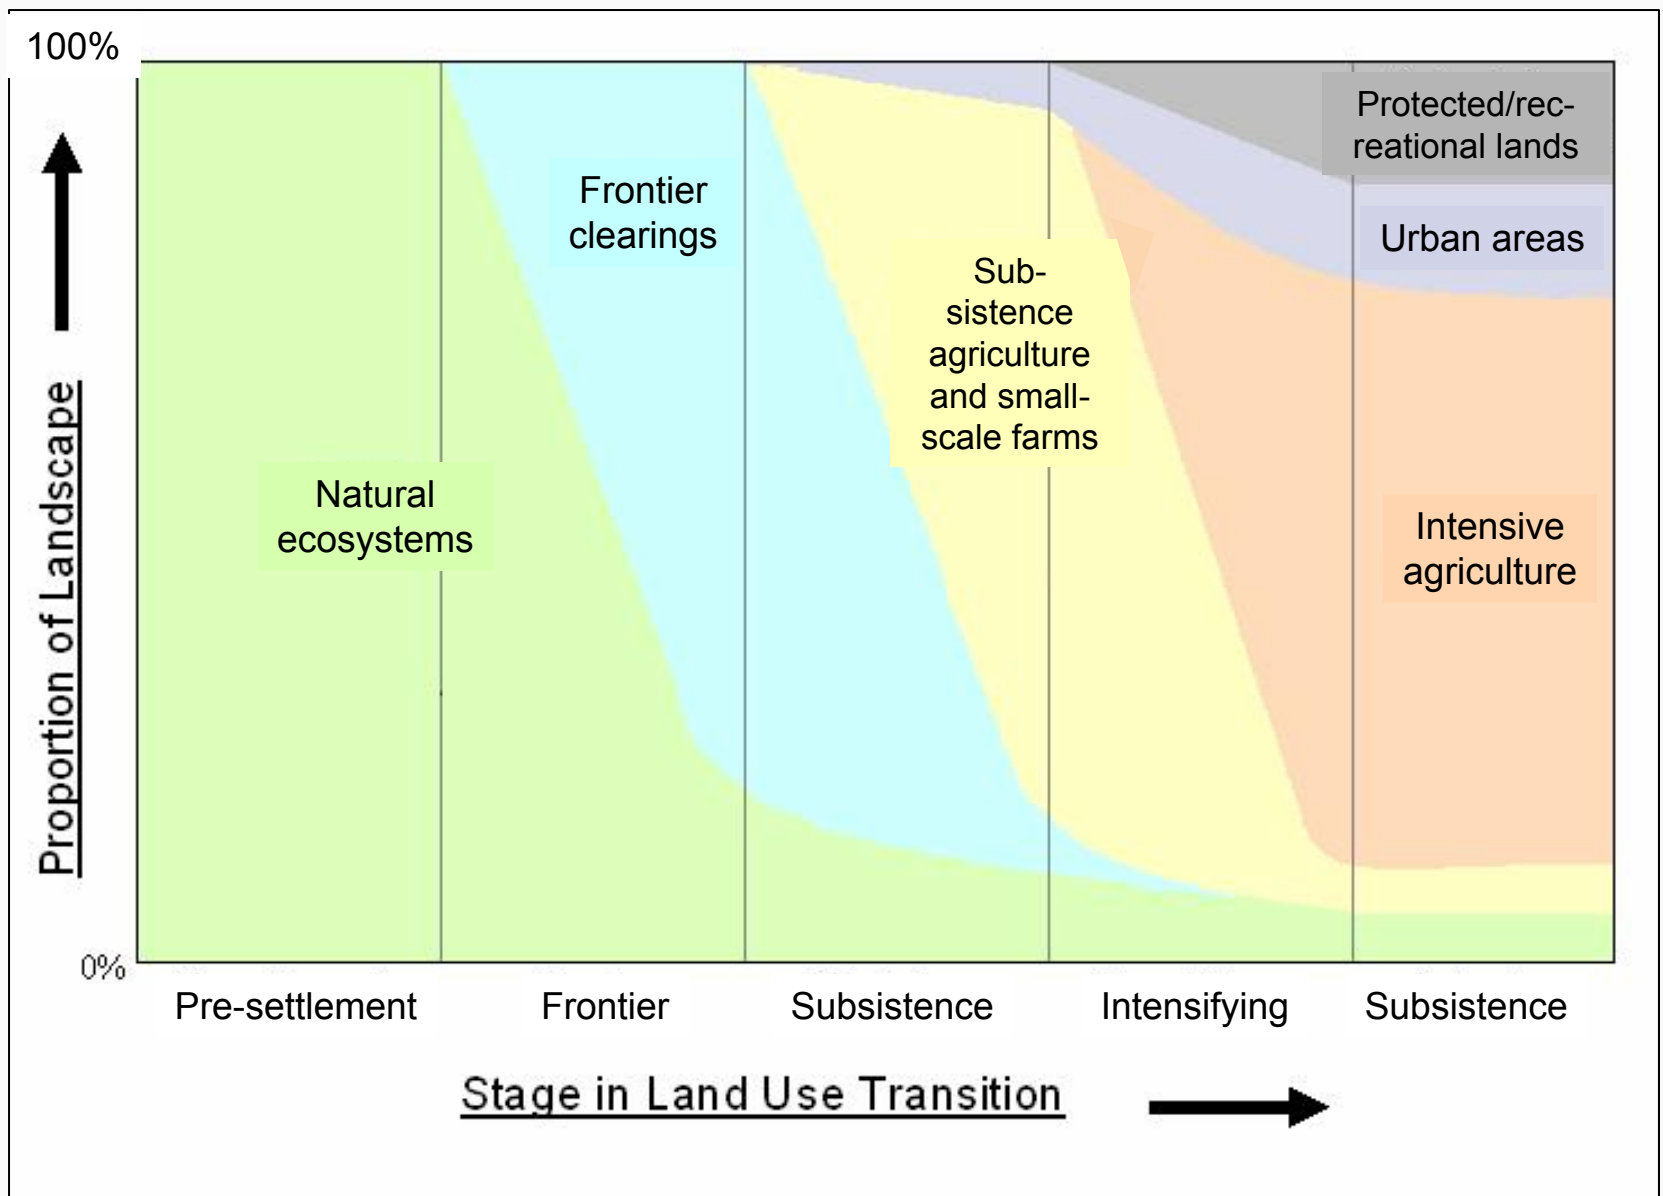 100%
Protected/rec-
reational lands
Frontier
clearings
Urban areas
Sub-
sistence
agriculture
and small-
scale farms
Natural
ecosystems
Intensive
agriculture
Proportion of Landscape
0%
Pre-settlement
Frontier
Subsistence
Intensifying
Subsistence
Stage in Land Use Transition